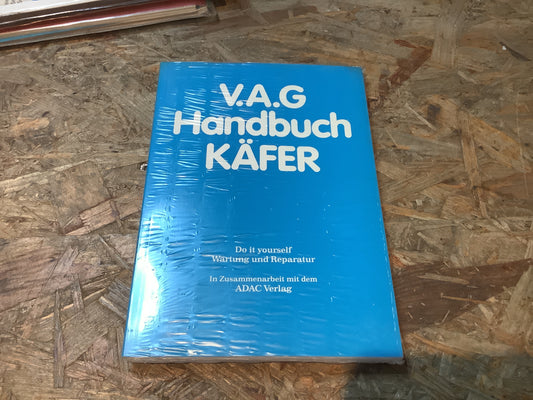 V.A.G
Handbuch
KÄFER
Do it yourself
Wartung und Reparatur
In Zusammenarbeit mit dem
ADAC Verlag